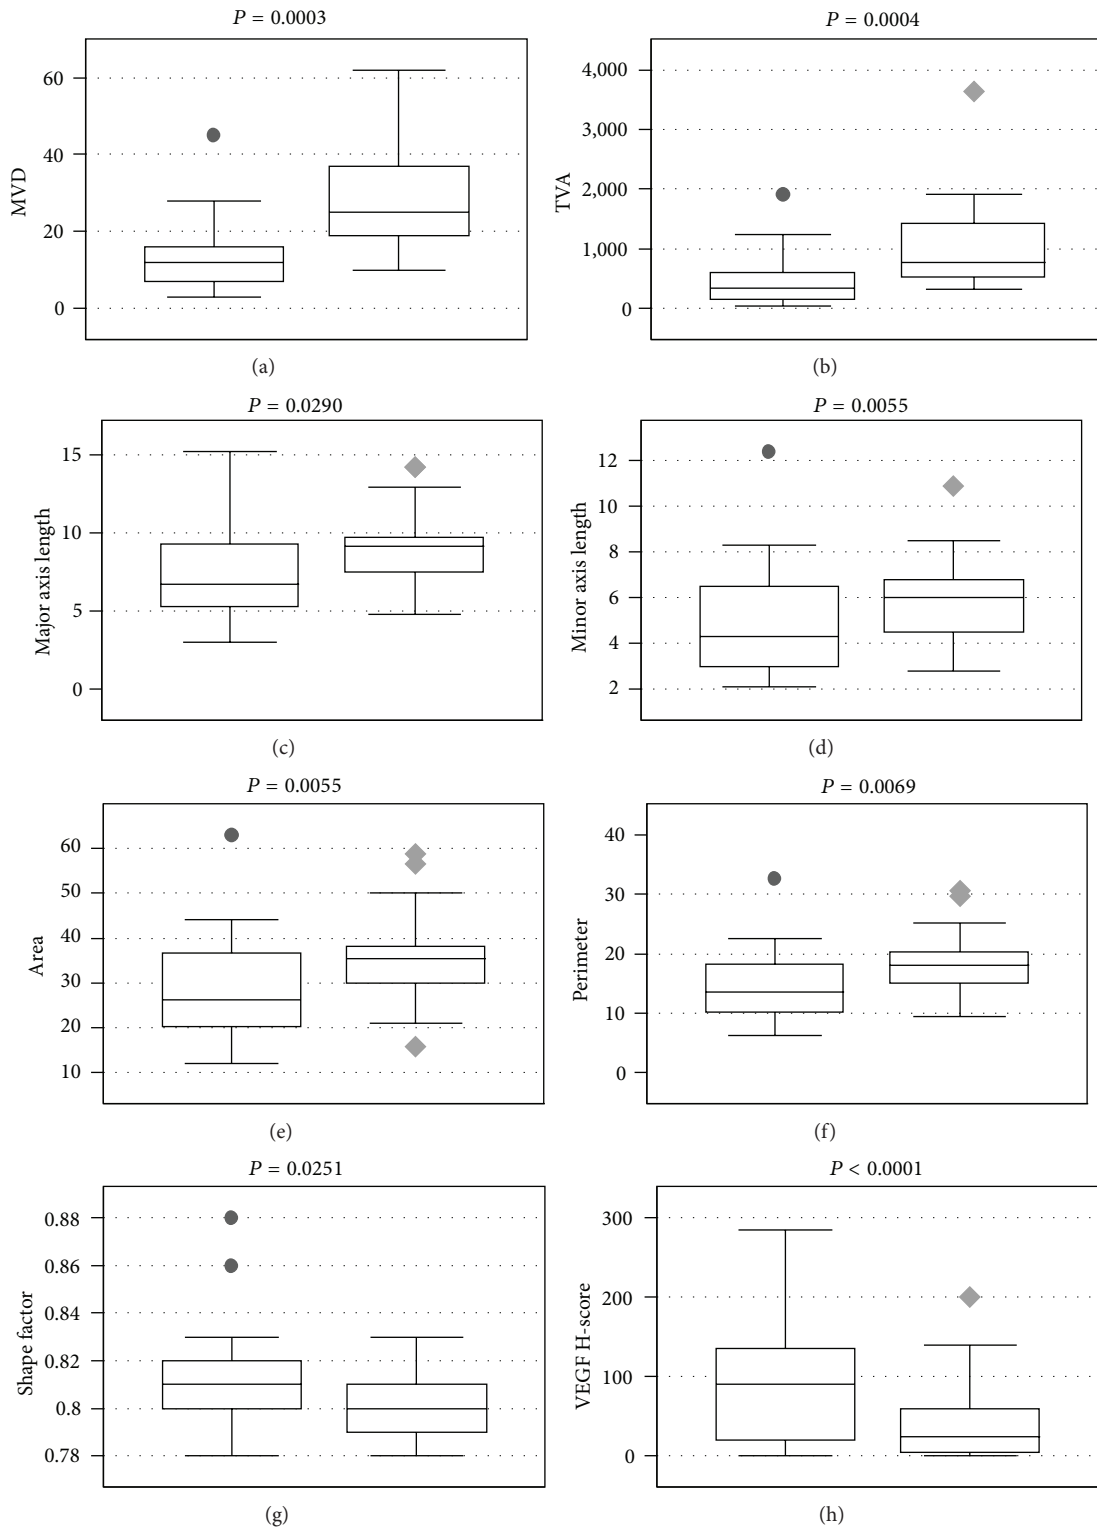 P = 0.0003
MVD
60
40
20
0
(a)
P = 0.0004
TVA
4,000
3,000
2,000
1,000
0
(b)
P = 0.0290
Major axis length
15
10
5
0
(c)
P = 0.0055
Minor axis length
12
10
8
6
4
2
(d)
P = 0.0055
Area
60
50
40
30
20
10
(e)
P = 0.0069
Perimeter
40
30
20
10
0
(f)
P = 0.0251
Shape factor
0.88
0.86
0.84
0.82
0.8
0.78
(g)
P < 0.0001
VEGF H-score
300
200
100
0
(h)